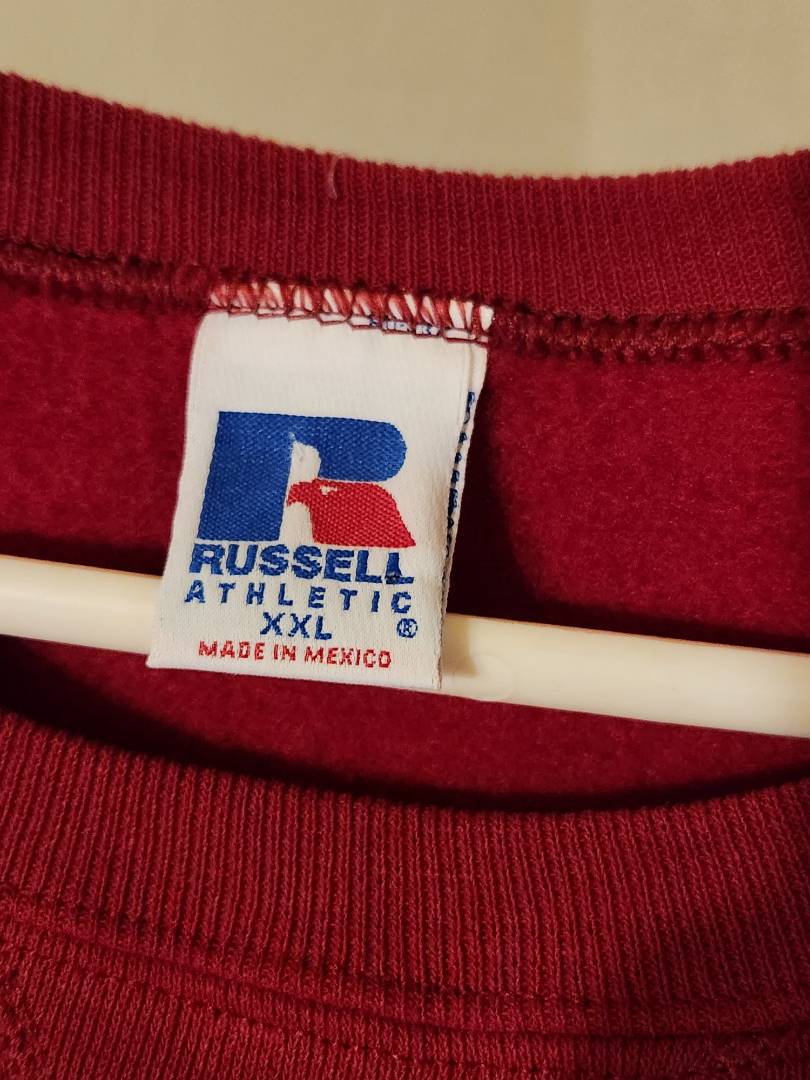 RUSSELL
ATHLETIC
XXL ®
MADE IN MEXICO